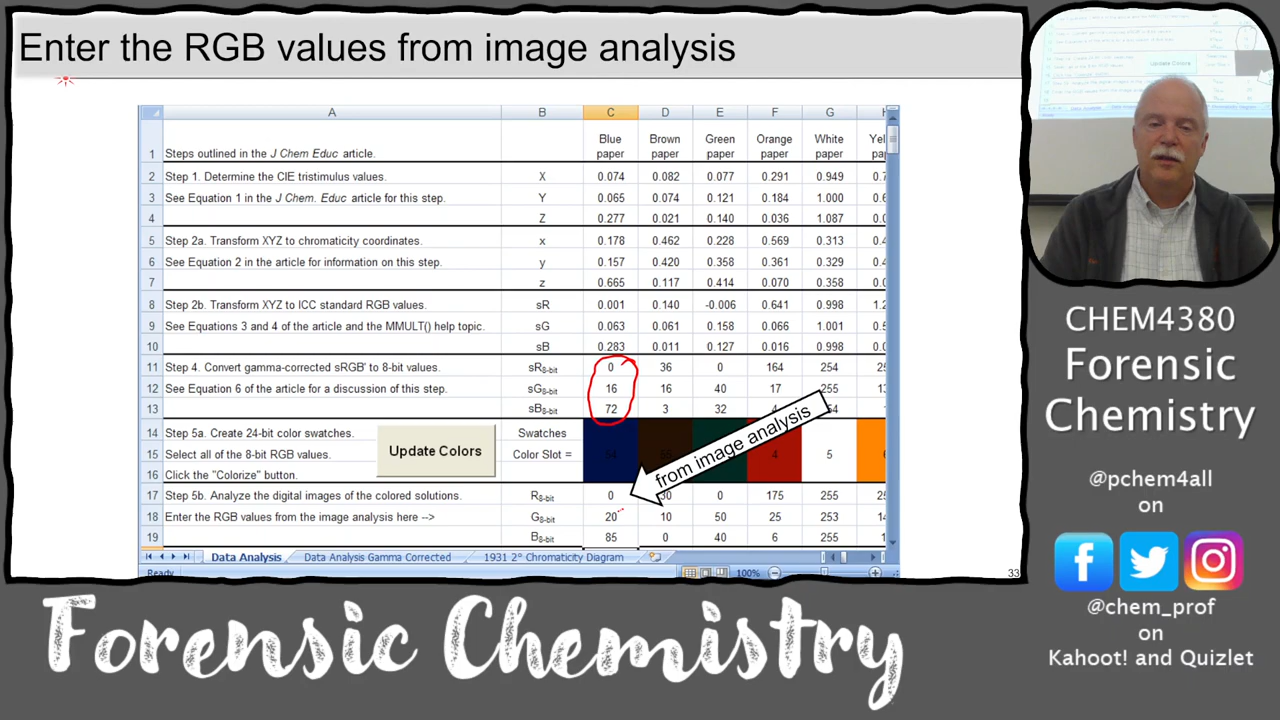 Enter the RGB values from image analysis
A B C D E F G
1 Steps outlined in the J Chem Educ article. Blue paper Brown paper Green paper Orange paper White paper
2 Step 1. Determine the CIE tristimulus values. X 0.074 0.082 0.077 0.291 0.949
3 See Equation 1 in the J Chem. Educ article for this step. Y 0.065 0.074 0.121 0.184 1.000
4 Z 0.277 0.021 0.140 0.036 1.087
5 Step 2a. Transform XYZ to chromaticity coordinates. x 0.178 0.462 0.228 0.569 0.313
6 See Equation 2 in the article for information on this step. y 0.157 0.420 0.358 0.361 0.329
7 z 0.665 0.117 0.414 0.070 0.358
8 Step 2b. Transform XYZ to ICC standard RGB values. sR 0.001 0.140 -0.006 0.641 0.998
9 See Equations 3 and 4 of the article and the MMULT() help topic. sG 0.063 0.061 0.158 0.066 1.001
10 sB 0.283 0.011 0.127 0.016 0.998
11 Step 4. Convert gamma-corrected sRGB' to 8-bit values. sR8-bit 0 36 0 164 254
12 See Equation 6 of the article for a discussion of this step. sG8-bit 16 16 40 17 255
13 sB8-bit 72 3 32
14 Step 5a. Create 24-bit color swatches. Swatches
15 Select all of the 8-bit RGB values. Update Colors Color Slot = 54 4 5
16 Click the "Colorize" button.
from image analysis
17 Step 5b. Analyze the digital images of the colored solutions. R8-bit 0 30 0 175 255
18 Enter the RGB values from the image analysis here --> G8-bit 20 10 50 25 253
19 B8-bit 85 0 40 6 255
Data Analysis Data Analysis Gamma Corrected 1931 2° Chromaticity Diagram
Ready 100%
33
CHEM4380
Forensic
Chemistry
@pchem4all
on
@chem_prof
on
Kahoot! and Quizlet
Forensic Chemistry